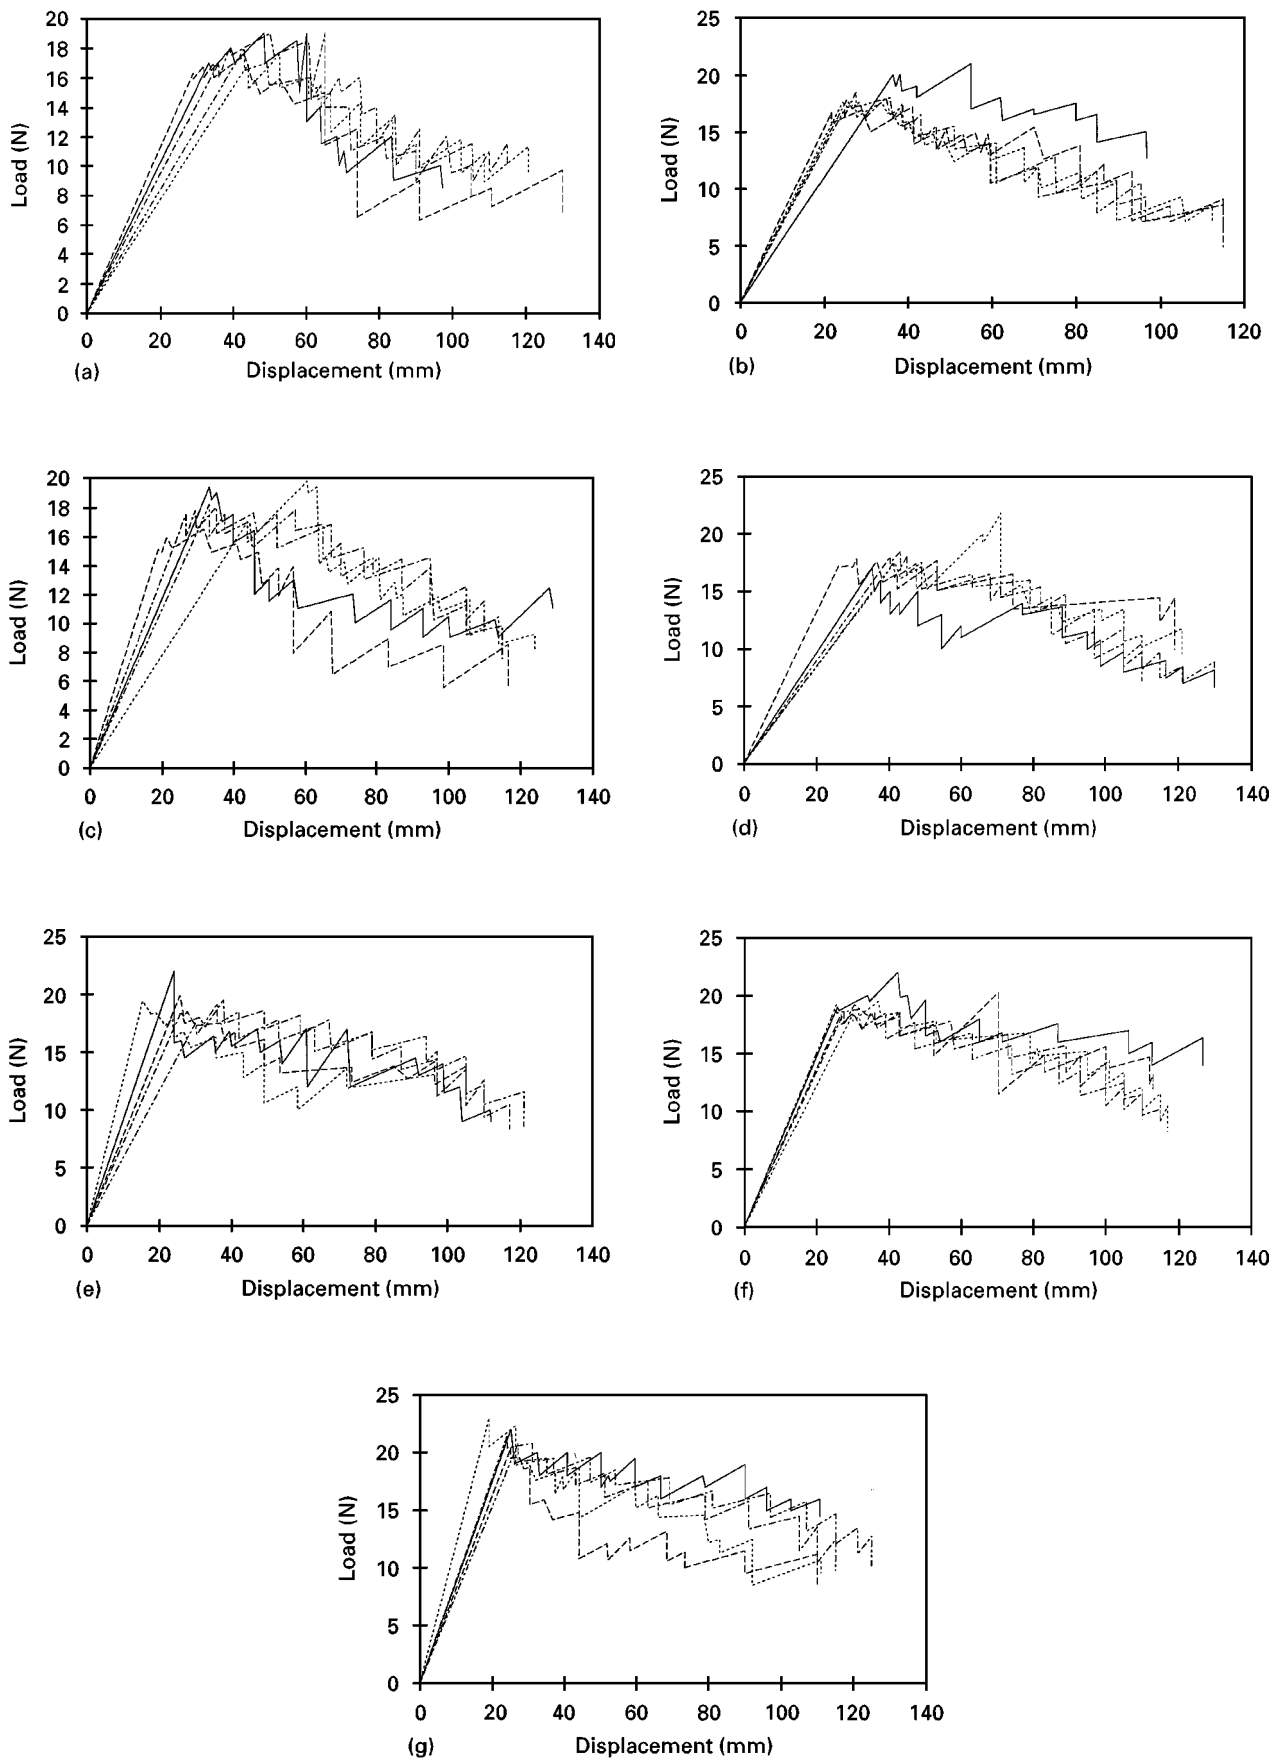 20
18
16
14
12
10
8
6
4
2
0
Load (N)
0 20 40 60 80 100 120 140
(a) Displacement (mm)
25
20
15
10
5
0
Load (N)
0 20 40 60 80 100 120
(b) Displacement (mm)
20
18
16
14
12
10
8
6
4
2
0
Load (N)
0 20 40 60 80 100 120 140
(c) Displacement (mm)
25
20
15
10
5
0
Load (N)
0 20 40 60 80 100 120 140
(d) Displacement (mm)
25
20
15
10
5
0
Load (N)
0 20 40 60 80 100 120 140
(e) Displacement (mm)
25
20
15
10
5
0
Load (N)
0 20 40 60 80 100 120 140
(f) Displacement (mm)
25
20
15
10
5
0
Load (N)
0 20 40 60 80 100 120 140
(g) Displacement (mm)